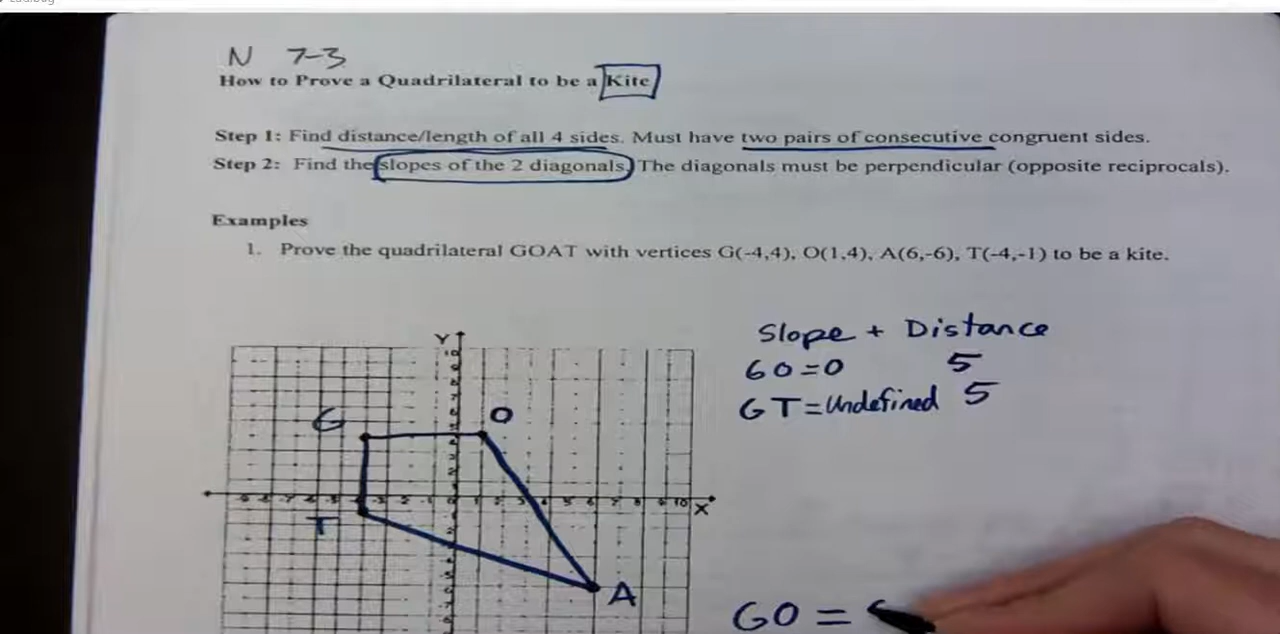 N 7-3
How to Prove a Quadrilateral to be a Kite
Step 1: Find distance/length of all 4 sides. Must have two pairs of consecutive congruent sides.
Step 2: Find the slopes of the 2 diagonals. The diagonals must be perpendicular (opposite reciprocals).
Examples
1. Prove the quadrilateral GOAT with vertices G(-4,4), O(1,4), A(6,-6), T(-4,-1) to be a kite.
Slope + Distance
GO=0 5
GT=Undefined 5
Y
G O
X
T
A
GO =